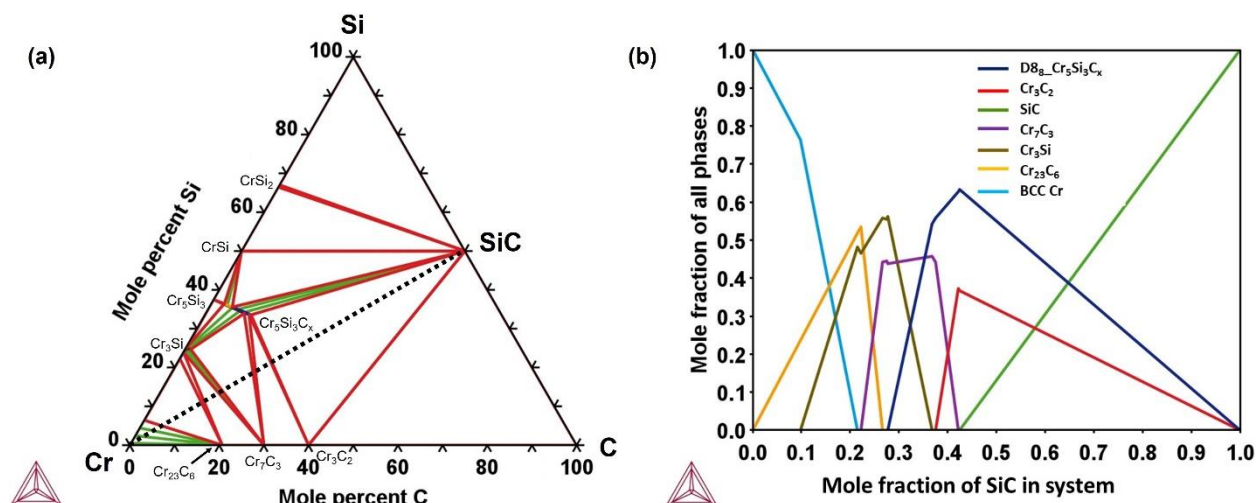 (a)
Si
100
80
60
40
20
0
Mole percent Si
CrSi₂
CrSi
Cr₅Si₃
Cr₅Si₃Cₓ
Cr₃Si
SiC
Cr
C
0 20 40 60 80 100
Cr₂₃C₆ Cr₇C₃ Cr₃C₂
Mole percent C
(b)
Mole fraction of all phases
1.0
0.9
0.8
0.7
0.6
0.5
0.4
0.3
0.2
0.1
0.0
D8₈_Cr₅Si₃Cₓ
Cr₃C₂
SiC
Cr₇C₃
Cr₃Si
Cr₂₃C₆
BCC Cr
0.0 0.1 0.2 0.3 0.4 0.5 0.6 0.7 0.8 0.9 1.0
Mole fraction of SiC in system